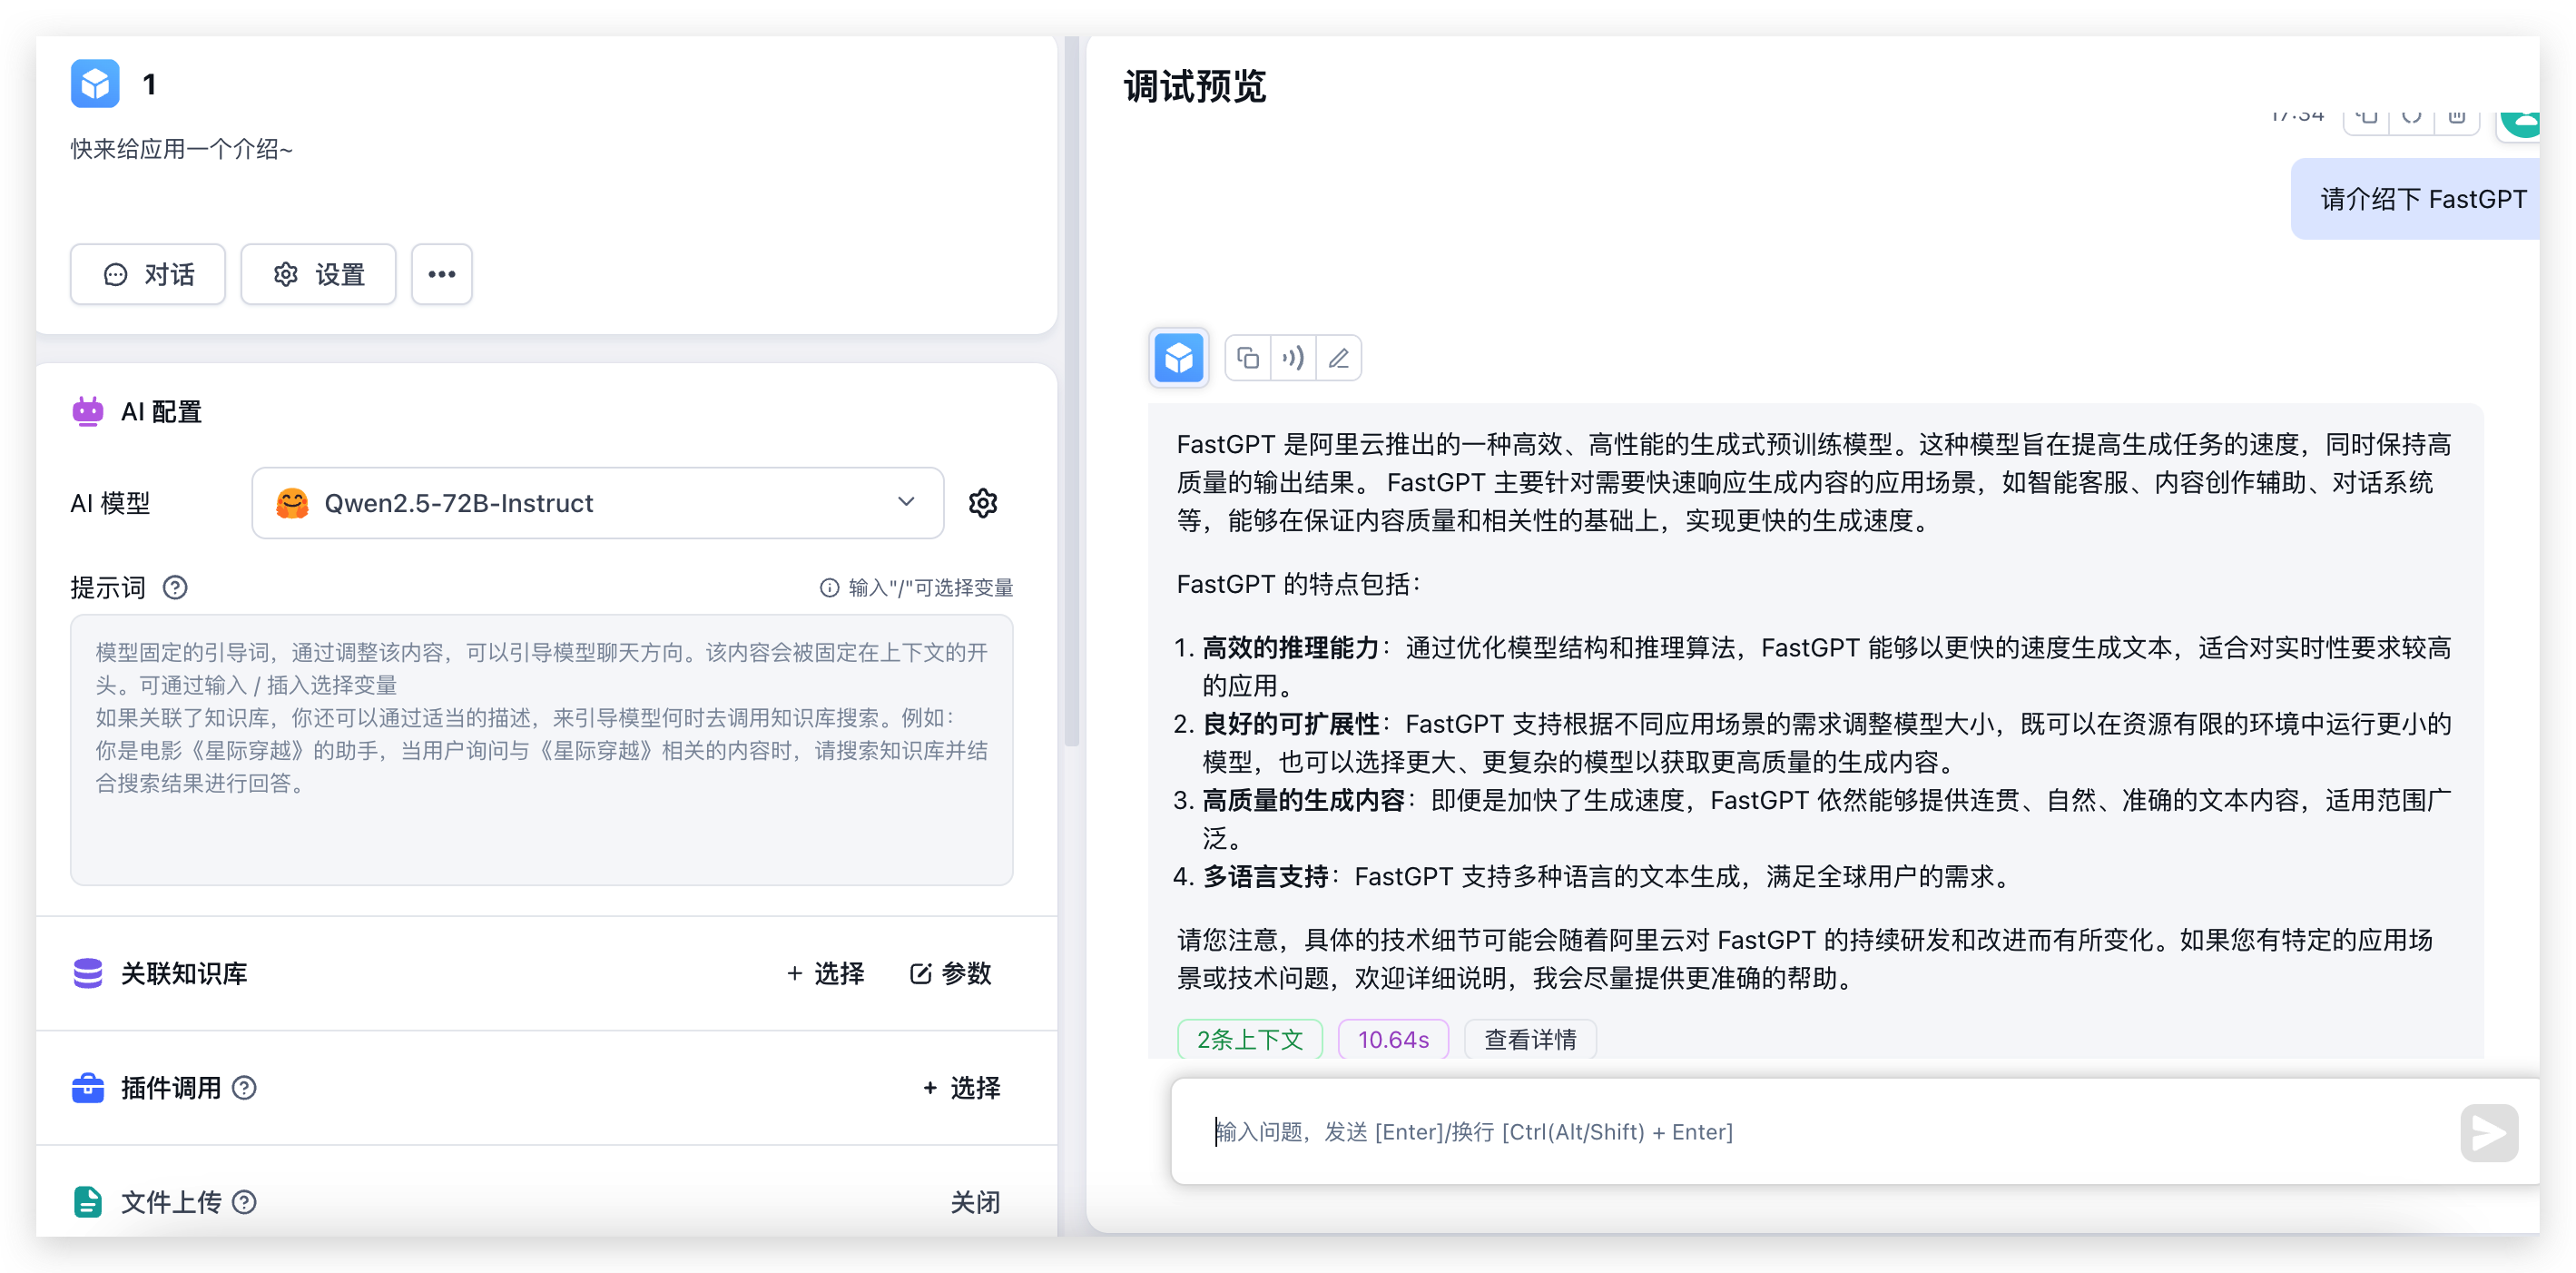 1
快来给应用一个介绍~
对话
设置
AI 配置
AI 模型
Qwen2.5-72B-Instruct
提示词
输入"/"可选择变量
模型固定的引导词，通过调整该内容，可以引导模型聊天方向。该内容会被固定在上下文的开
头。可通过输入 / 插入选择变量
如果关联了知识库，你还可以通过适当的描述，来引导模型何时去调用知识库搜索。例如：
你是电影《星际穿越》的助手，当用户询问与《星际穿越》相关的内容时，请搜索知识库并结
合搜索结果进行回答。
关联知识库
+ 选择
参数
插件调用
+ 选择
文件上传
关闭
调试预览
17:34
请介绍下 FastGPT
FastGPT 是阿里云推出的一种高效、高性能的生成式预训练模型。这种模型旨在提高生成任务的速度，同时保持高
质量的输出结果。 FastGPT 主要针对需要快速响应生成内容的应用场景，如智能客服、内容创作辅助、对话系统
等，能够在保证内容质量和相关性的基础上，实现更快的生成速度。
FastGPT 的特点包括：
1. 高效的推理能力：通过优化模型结构和推理算法，FastGPT 能够以更快的速度生成文本，适合对实时性要求较高
的应用。
2. 良好的可扩展性：FastGPT 支持根据不同应用场景的需求调整模型大小，既可以在资源有限的环境中运行更小的
模型，也可以选择更大、更复杂的模型以获取更高质量的生成内容。
3. 高质量的生成内容：即便是加快了生成速度，FastGPT 依然能够提供连贯、自然、准确的文本内容，适用范围广
泛。
4. 多语言支持：FastGPT 支持多种语言的文本生成，满足全球用户的需求。
请您注意，具体的技术细节可能会随着阿里云对 FastGPT 的持续研发和改进而有所变化。如果您有特定的应用场
景或技术问题，欢迎详细说明，我会尽量提供更准确的帮助。
2条上下文
10.64s
查看详情
输入问题，发送 [Enter]/换行 [Ctrl(Alt/Shift) + Enter]